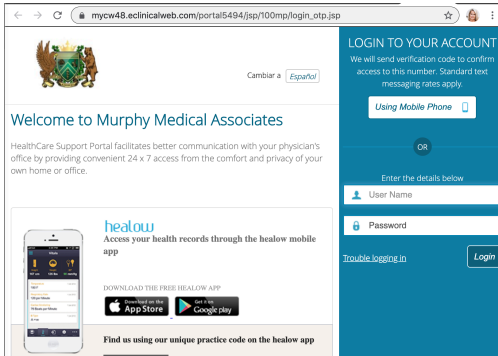 mycw48.eclinicalweb.com/portal5494/jsp/100mp/login_otp.jsp
Cambiar a Español
Welcome to Murphy Medical Associates
HealthCare Support Portal facilitates better communication with your physician's
office by providing convenient 24 x 7 access from the comfort and privacy of your
own home or office.
healow
Access your health records through the healow mobile
app
DOWNLOAD THE FREE HEALOW APP
Download on the
App Store
Get it on
Google play
Find us using our unique practice code on the healow app
LOGIN TO YOUR ACCOUNT
We will send verification code to confirm
access to this number. Standard text
messaging rates apply.
Using Mobile Phone
OR
Enter the details below
User Name
Password
Trouble logging in
Login